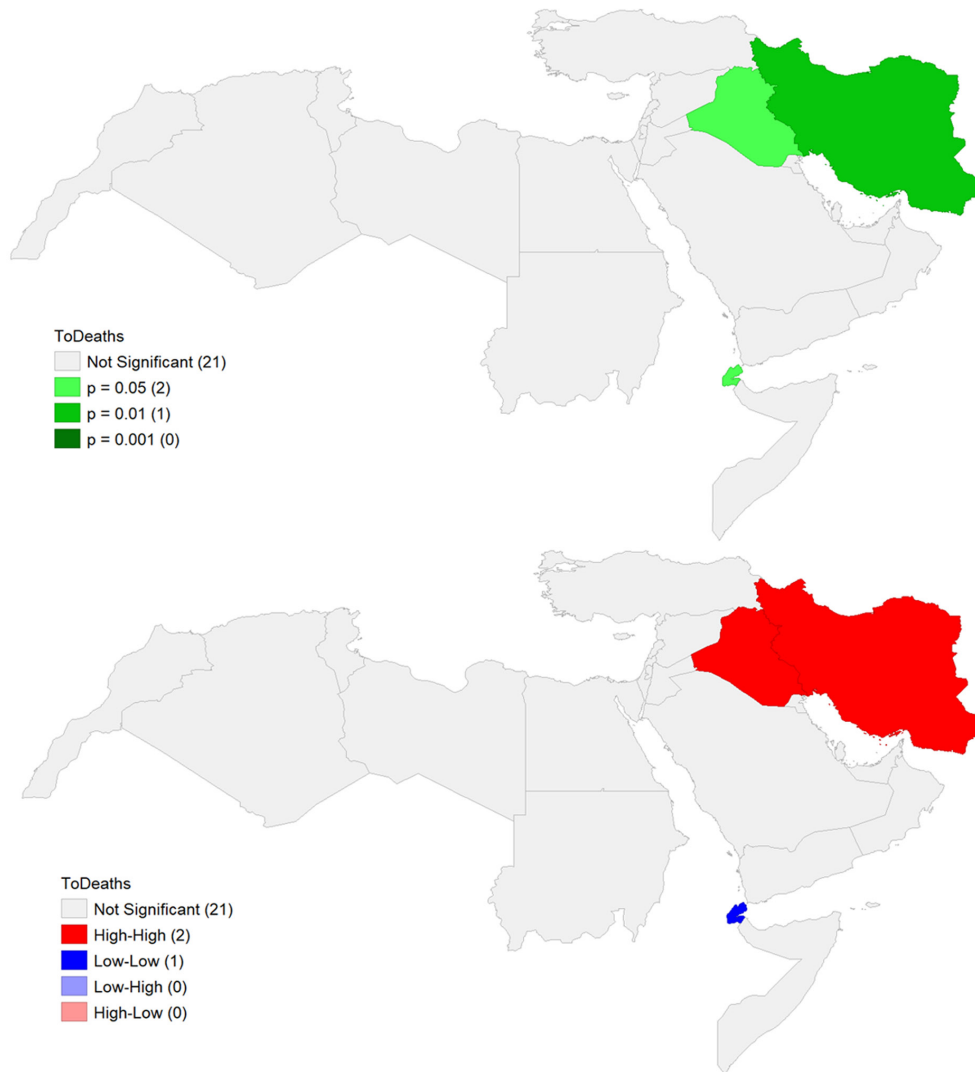 ToDeaths
Not Significant (21)
p = 0.05 (2)
p = 0.01 (1)
p = 0.001 (0)
ToDeaths
Not Significant (21)
High-High (2)
Low-Low (1)
Low-High (0)
High-Low (0)